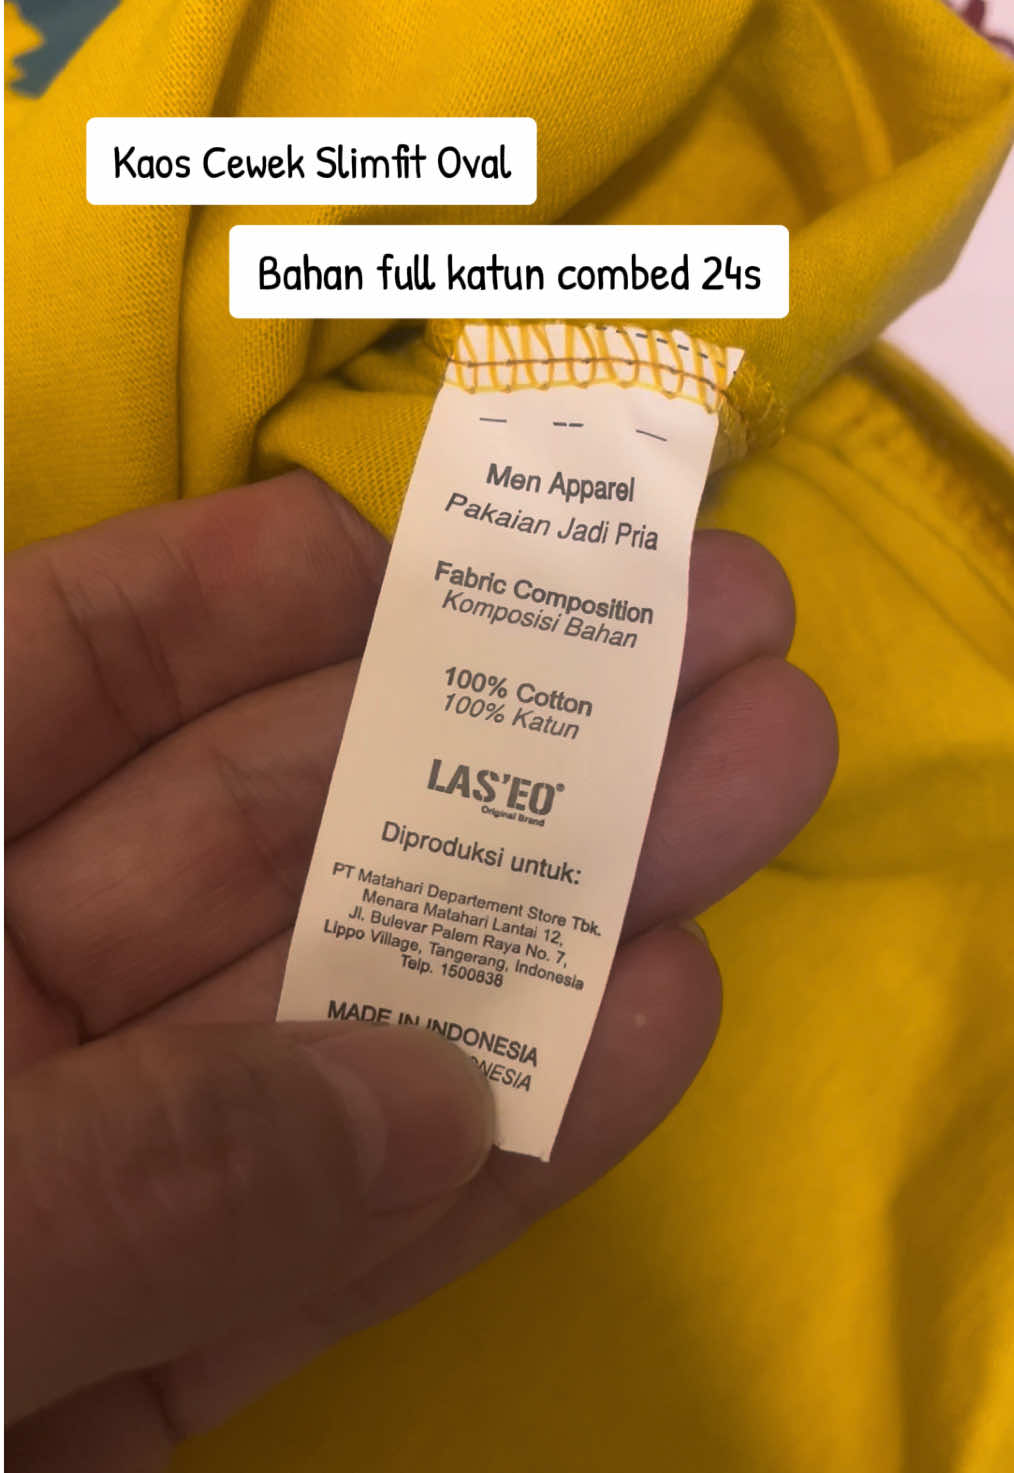 Kaos Cewek Slimfit Oval
Bahan full katun combed 24s
Men Apparel
Pakaian Jadi Pria
Fabric Composition
Komposisi Bahan
100% Cotton
100% Katun
LAS'EO®
Original Brand
Diproduksi untuk:
PT Matahari Departement Store Tbk.
Menara Matahari Lantai 12,
Jl. Bulevar Palem Raya No. 7,
Lippo Village, Tangerang, Indonesia
Telp. 1500838
MADE IN INDONESIA